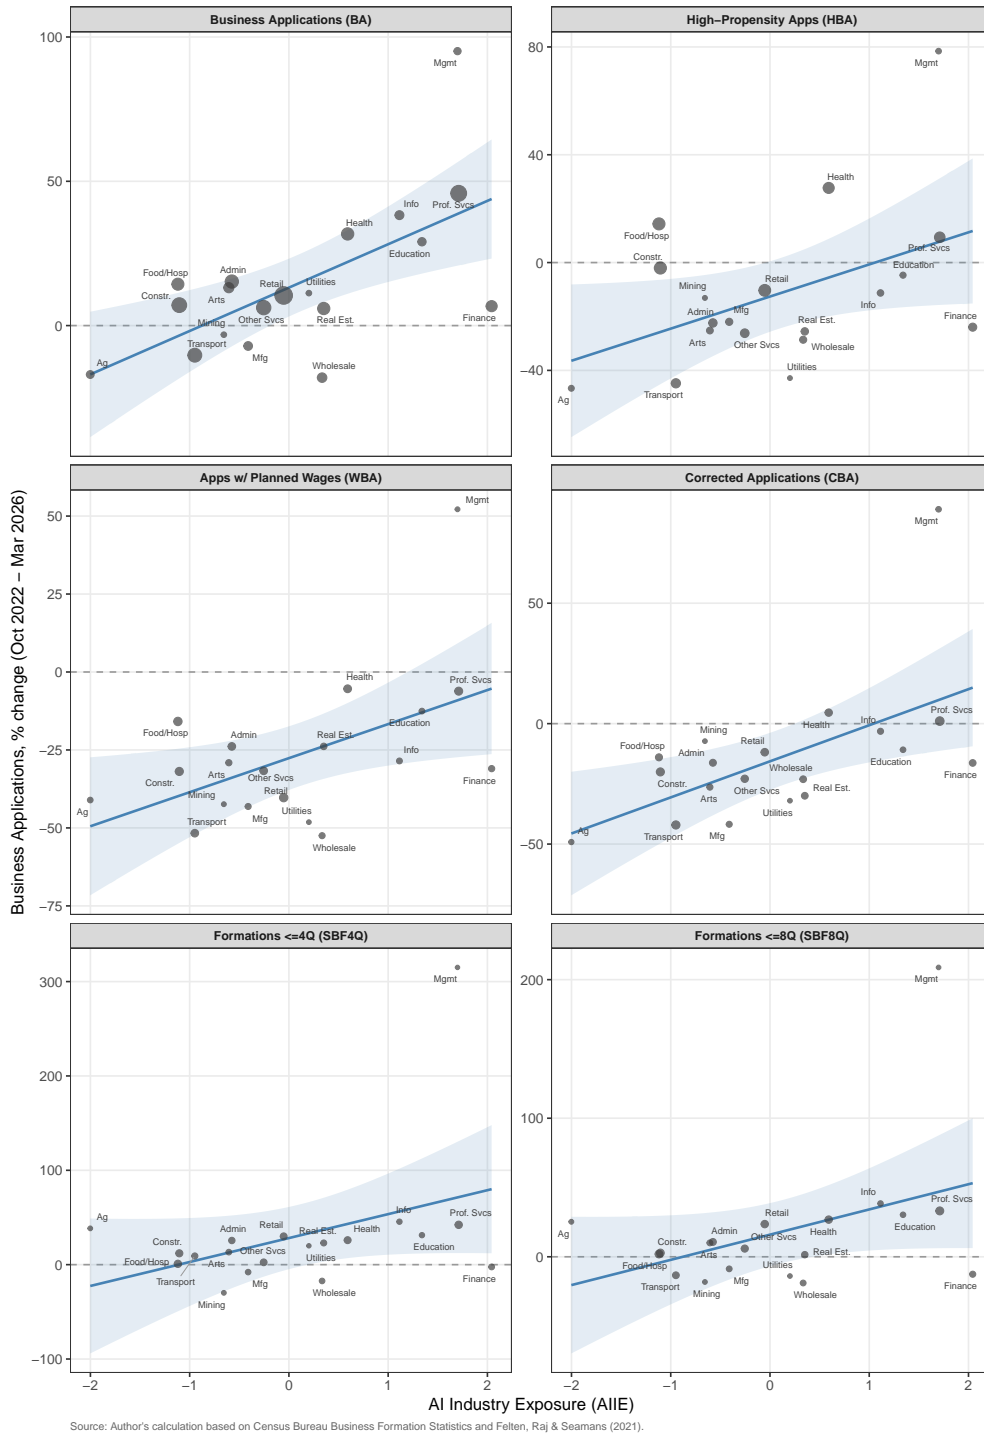 Business Applications (BA)
High−Propensity Apps (HBA)
100
50
0
Mgmt
Info
Prof. Svcs
Health
Education
Food/Hosp
Admin
Utilities
Retail
Constr.
Arts
Other Svcs
Real Est.
Finance
Mining
Transport
Mfg
Wholesale
Ag
80
40
0
−40
Mgmt
Health
Food/Hosp
Prof. Svcs
Constr.
Education
Mining
Retail
Info
Admin
Mfg
Real Est.
Finance
Arts
Other Svcs
Wholesale
Utilities
Transport
Ag
Business Applications, % change (Oct 2022 − Mar 2026)
Apps w/ Planned Wages (WBA)
Corrected Applications (CBA)
50
25
0
−25
−50
−75
Mgmt
Health
Prof. Svcs
Food/Hosp
Education
Admin
Real Est.
Info
Arts
Other Svcs
Constr.
Finance
Mining
Retail
Ag
Utilities
Transport
Mfg
Wholesale
50
0
−50
Mgmt
Prof. Svcs
Health
Info
Mining
Food/Hosp
Admin
Retail
Education
Wholesale
Finance
Constr.
Other Svcs
Real Est.
Arts
Utilities
Ag
Transport
Mfg
Formations <=4Q (SBF4Q)
Formations <=8Q (SBF8Q)
300
200
100
0
−100
Mgmt
Ag
Info
Prof. Svcs
Retail
Admin
Real Est.
Health
Constr.
Education
Other Svcs
Food/Hosp
Arts
Utilities
Transport
Finance
Mfg
Wholesale
Mining
200
100
0
Mgmt
Info
Prof. Svcs
Retail
Education
Ag
Admin
Health
Other Svcs
Constr.
Arts
Real Est.
Food/Hosp
Utilities
Transport
Mfg
Finance
Mining
Wholesale
−2
−1
0
1
2
−2
−1
0
1
2
AI Industry Exposure (AIIE)
Source: Author's calculation based on Census Bureau Business Formation Statistics and Felten, Raj & Seamans (2021).